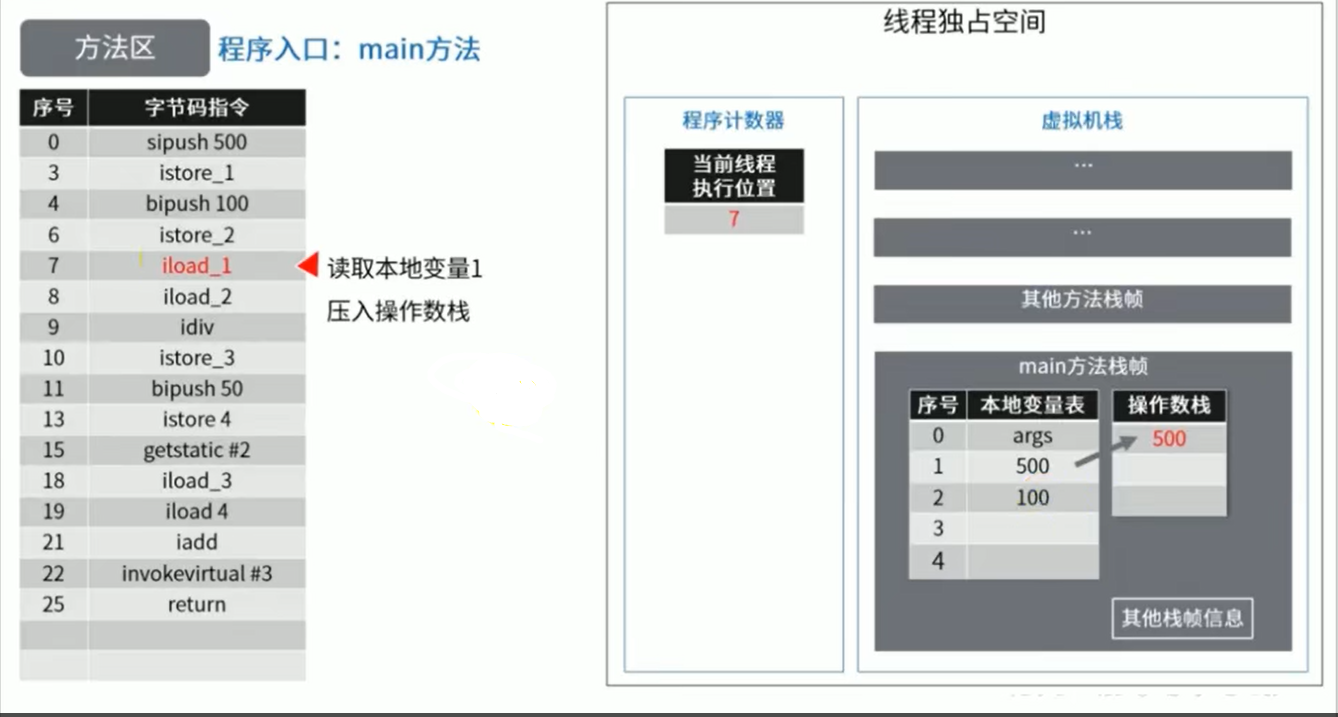 方法区 程序入口：main方法
序号 字节码指令
0 sipush 500
3 istore_1
4 bipush 100
6 istore_2
7 iload_1
8 iload_2
9 idiv
10 istore_3
11 bipush 50
13 istore 4
15 getstatic #2
18 iload_3
19 iload 4
21 iadd
22 invokevirtual #3
25 return
读取本地变量1
压入操作数栈
线程独占空间
程序计数器
当前线程
执行位置
7
虚拟机栈
...
...
其他方法栈帧
main方法栈帧
序号 本地变量表 操作数栈
0 args 500
1 500
2 100
3
4
其他栈帧信息